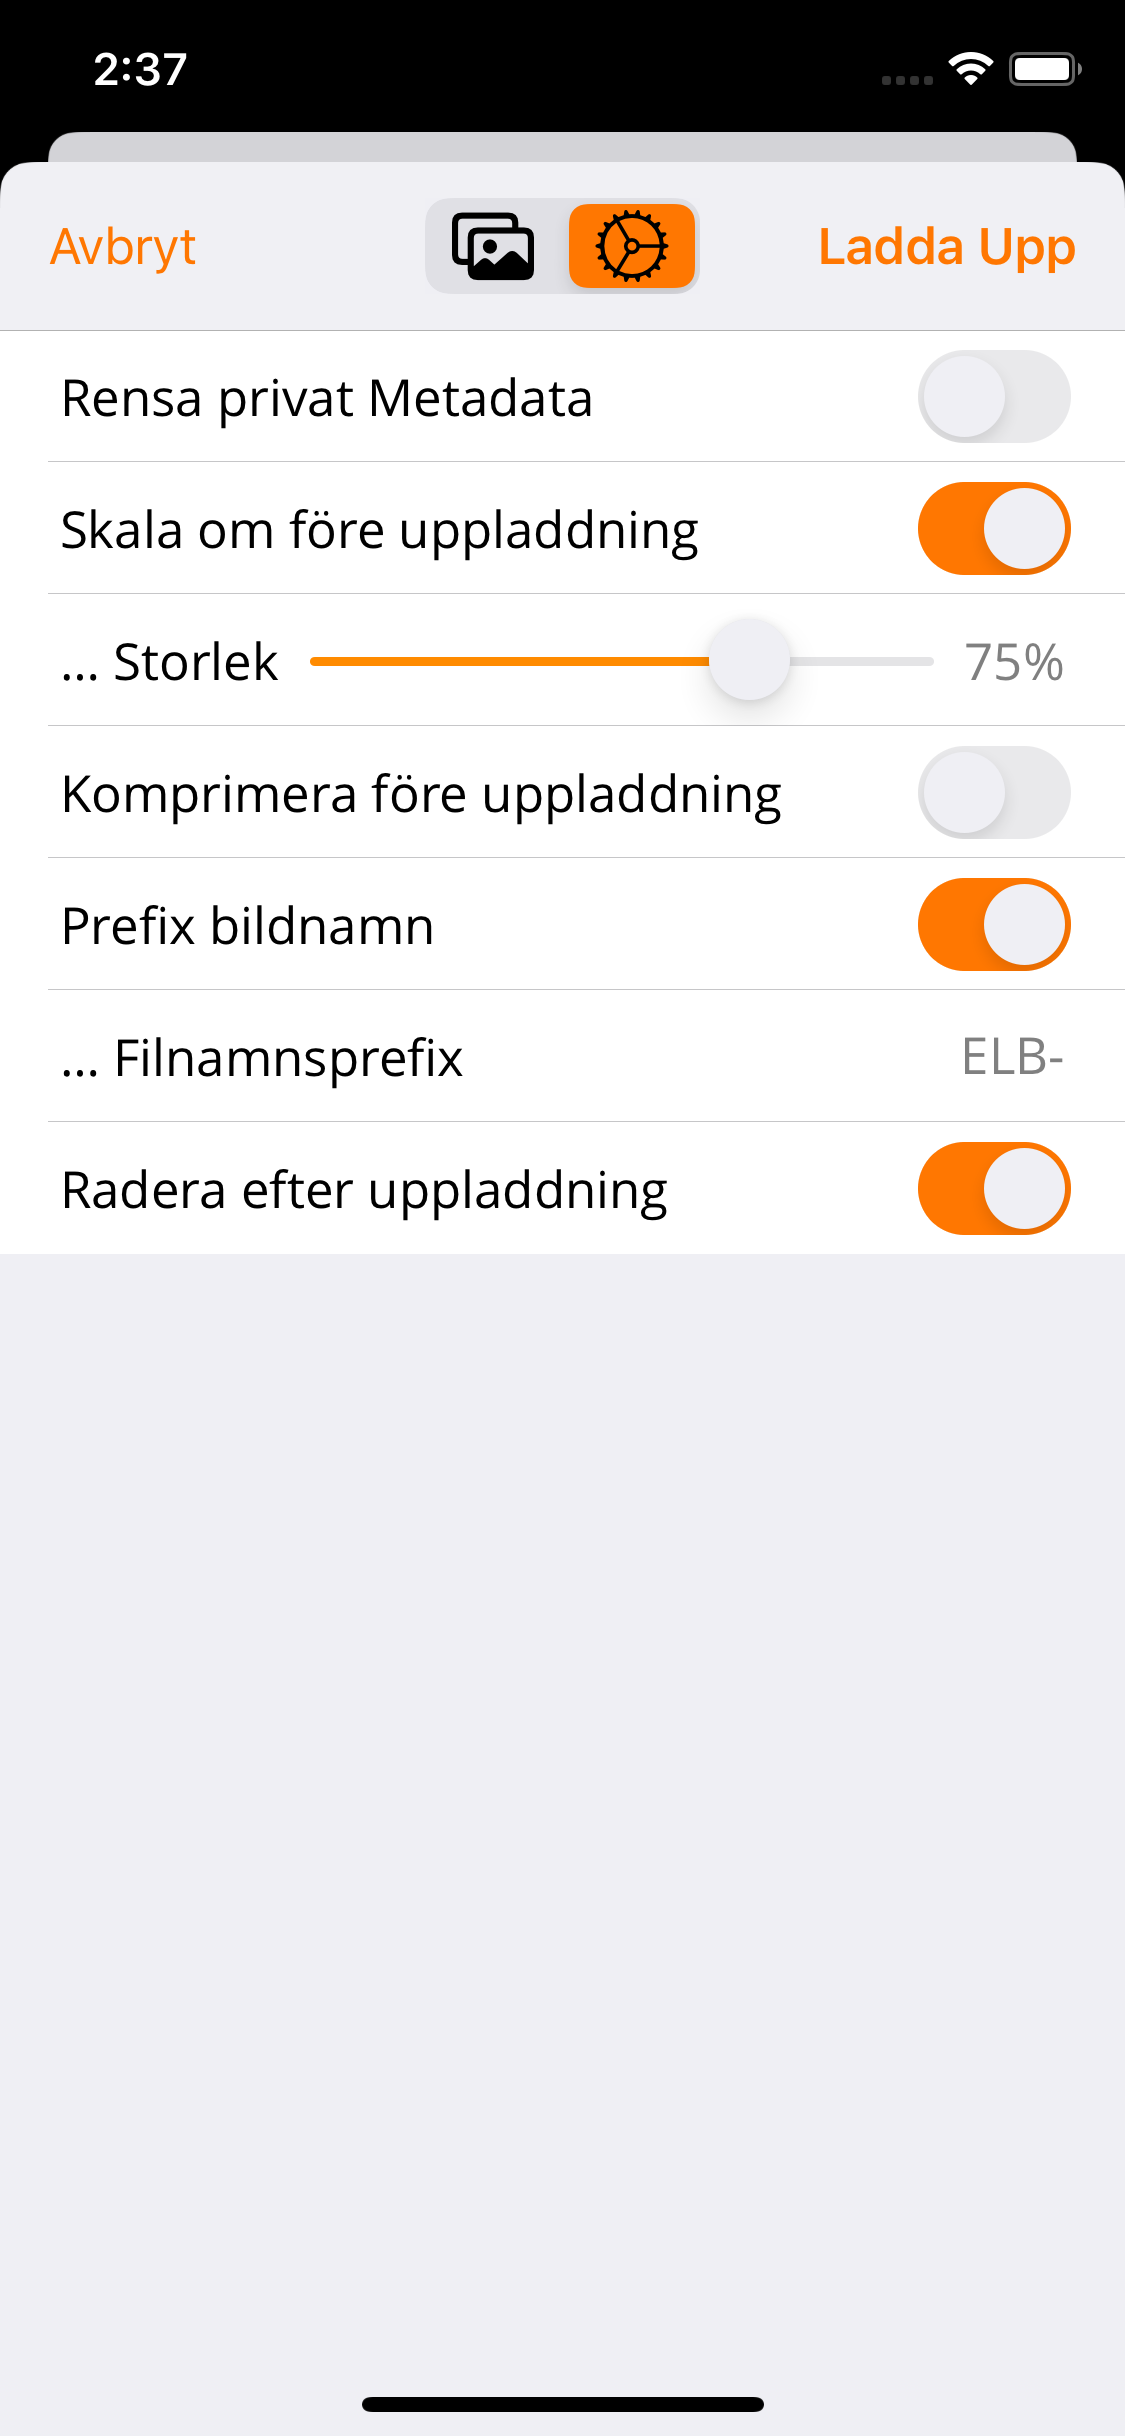 2:37
Avbryt
Ladda Upp
Rensa privat Metadata
Skala om före uppladdning
… Storlek
75%
Komprimera före uppladdning
Prefix bildnamn
… Filnamnsprefix
ELB-
Radera efter uppladdning